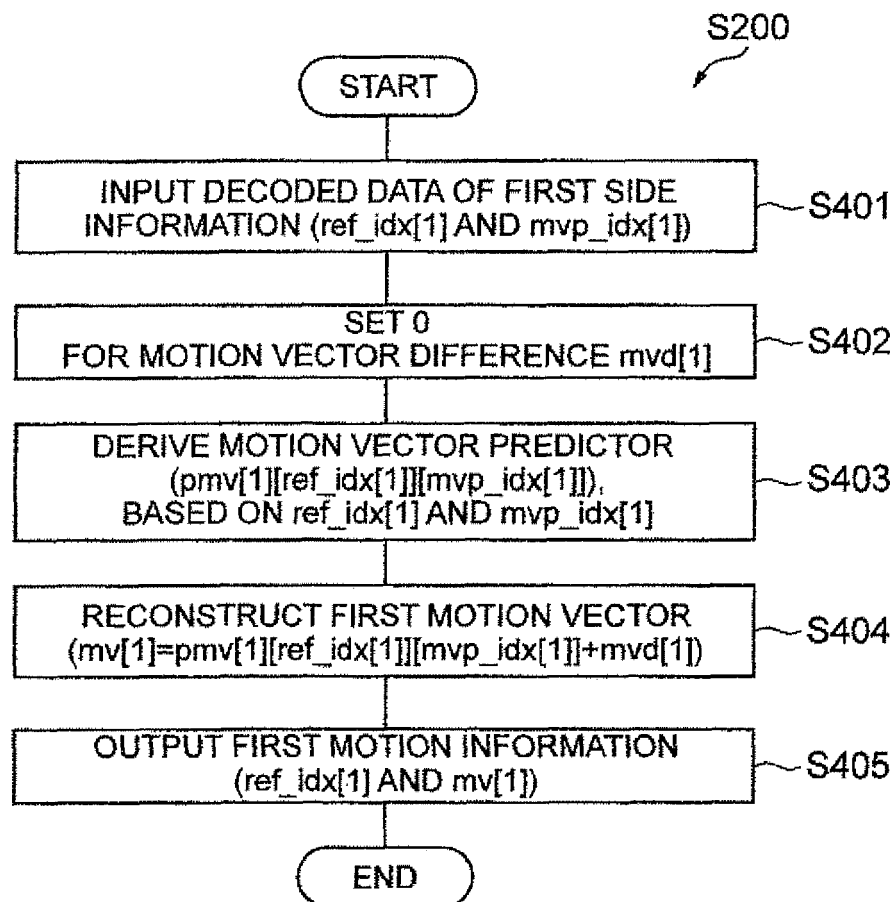 S200
START
INPUT DECODED DATA OF FIRST SIDE
INFORMATION (ref_idx[1] AND mvp_idx[1])
S401
SET 0
FOR MOTION VECTOR DIFFERENCE mvd[1]
S402
DERIVE MOTION VECTOR PREDICTOR
(pmv[1][ref_idx[1]][mvp_idx[1]]),
BASED ON ref_idx[1] AND mvp_idx[1]
S403
RECONSTRUCT FIRST MOTION VECTOR
(mv[1]=pmv[1][ref_idx[1]][mvp_idx[1]]+mvd[1])
S404
OUTPUT FIRST MOTION INFORMATION
(ref_idx[1] AND mv[1])
S405
END